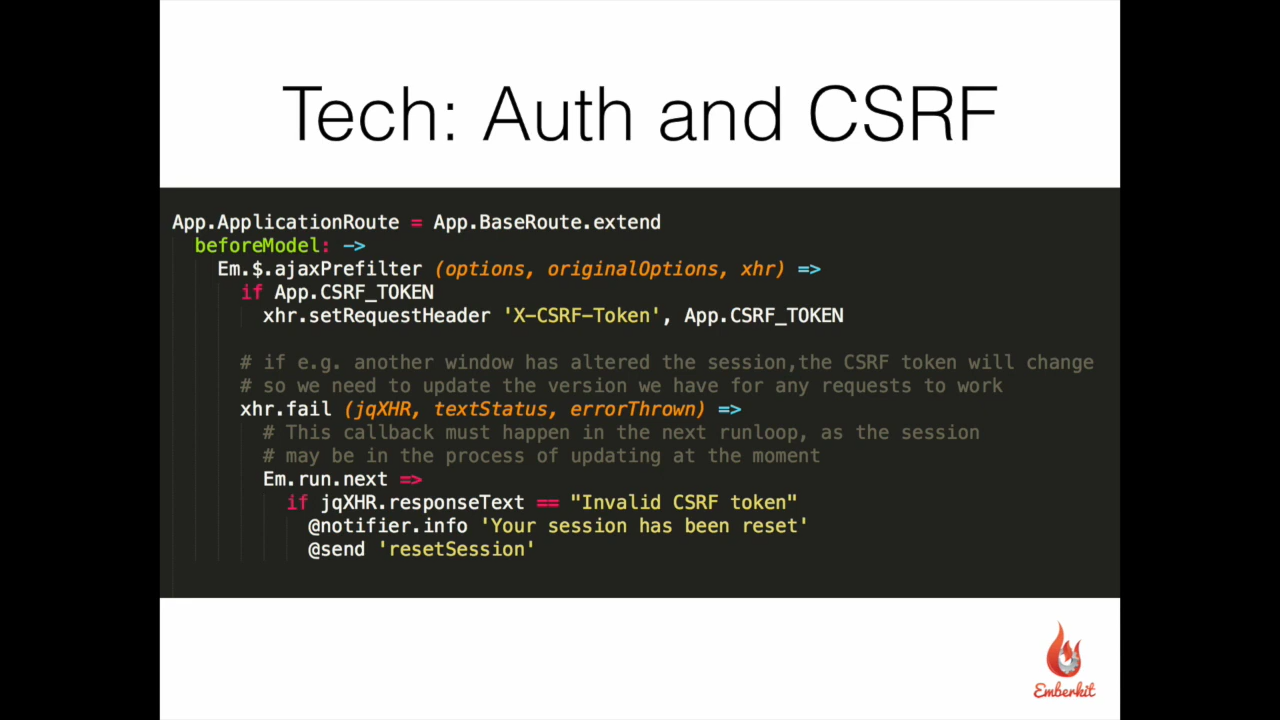 Tech: Auth and CSRF
App.ApplicationRoute = App.BaseRoute.extend
beforeModel: ->
Em.$.ajaxPrefilter (options, originalOptions, xhr) =>
if App.CSRF_TOKEN
xhr.setRequestHeader 'X-CSRF-Token', App.CSRF_TOKEN
# if e.g. another window has altered the session,the CSRF token will change
# so we need to update the version we have for any requests to work
xhr.fail (jqXHR, textStatus, errorThrown) =>
# This callback must happen in the next runloop, as the session
# may be in the process of updating at the moment
Em.run.next =>
if jqXHR.responseText == "Invalid CSRF token"
@notifier.info 'Your session has been reset'
@send 'resetSession'
Emberkit